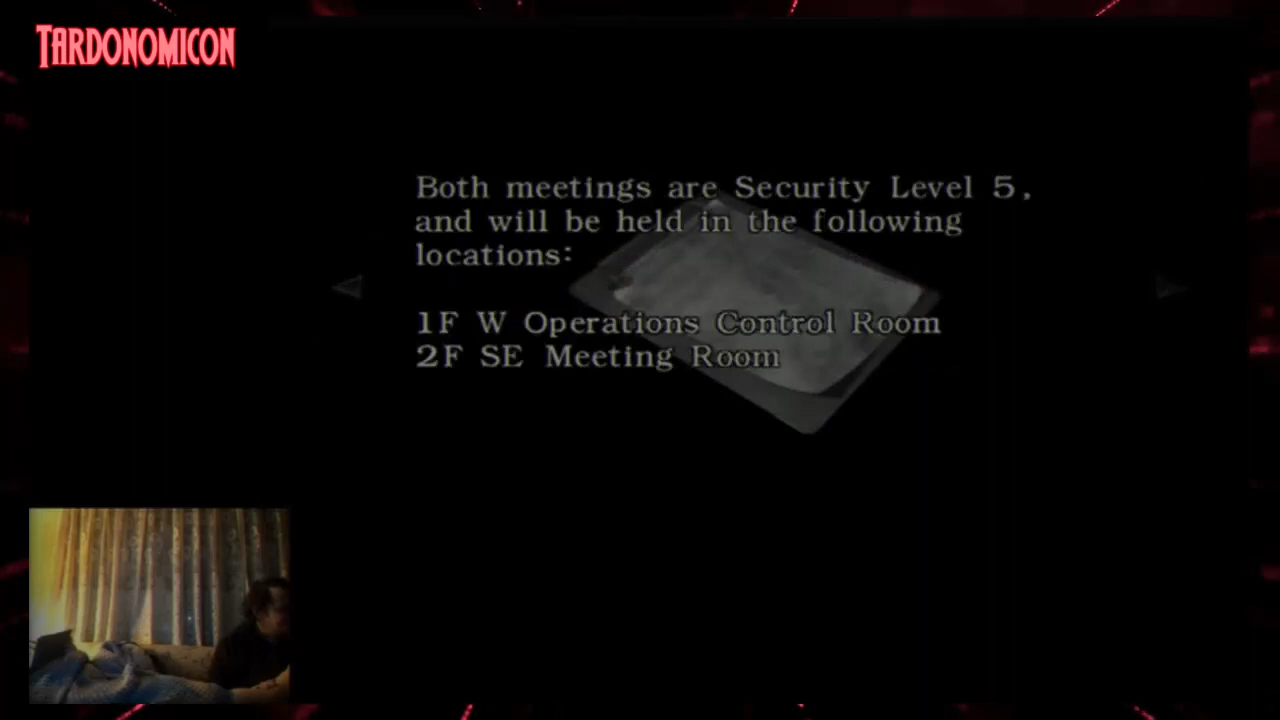 TARDONOMICON
Both meetings are Security Level 5,
and will be held in the following
locations:
1F W Operations Control Room
2F SE Meeting Room